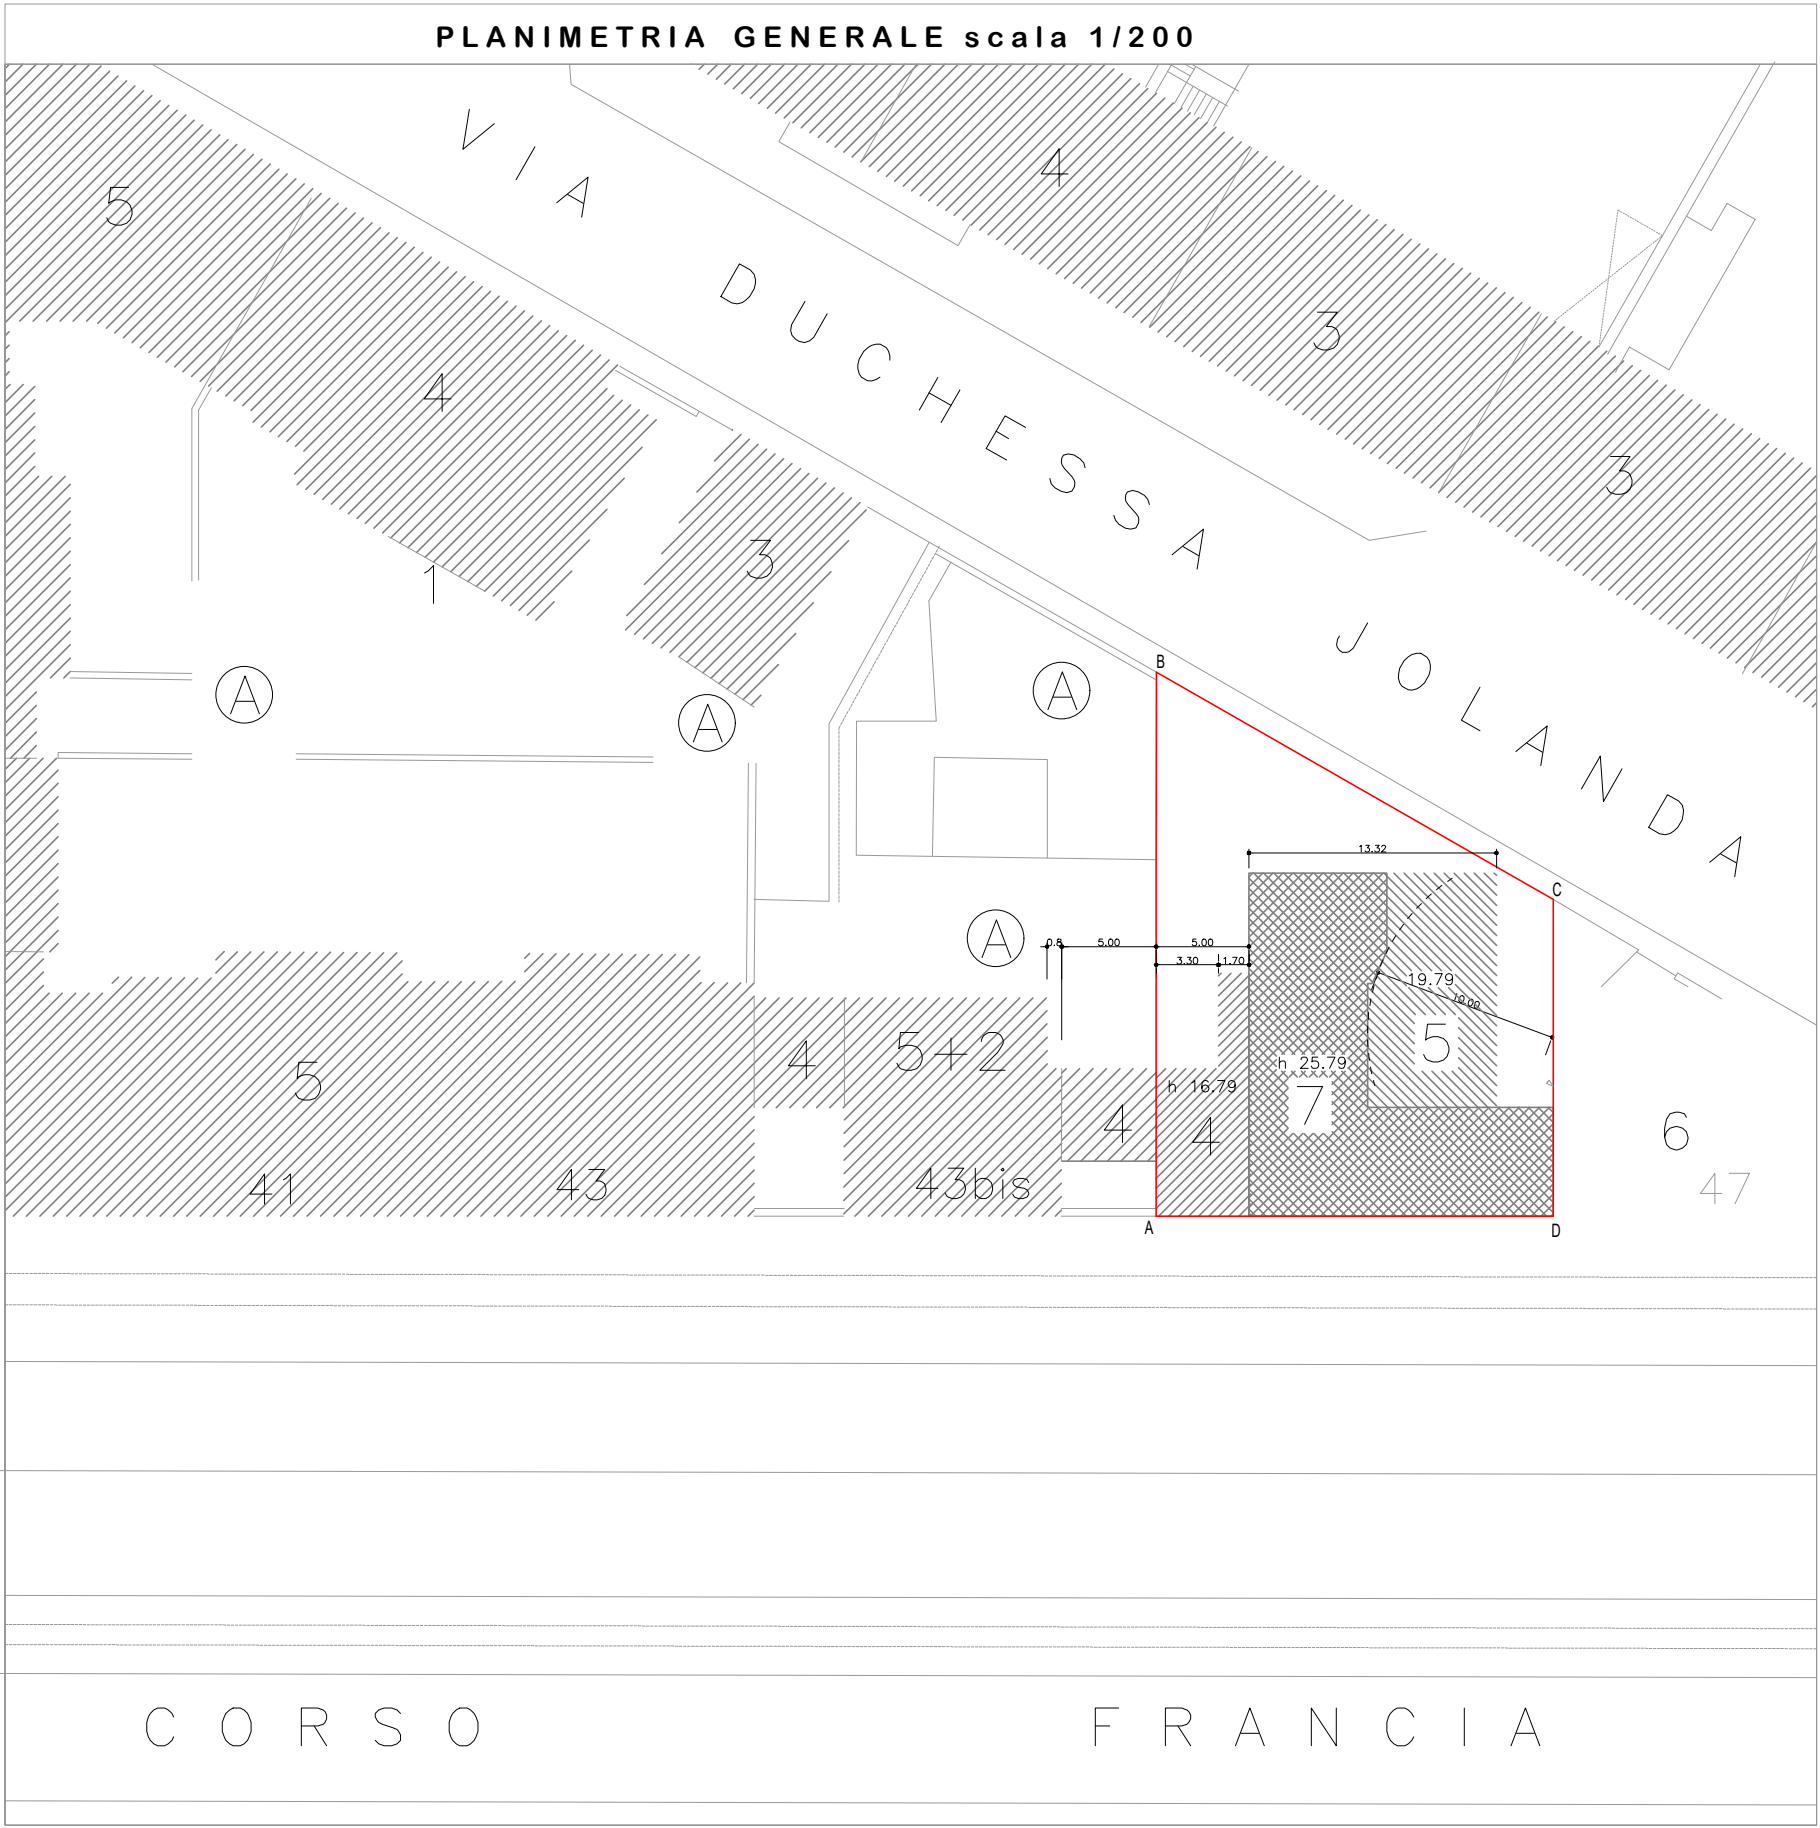 PLANIMETRIA GENERALE scala 1/200
VIA DUCHESSA JOLANDA
5
4
4
3
3
3
1
A
A
A
A
B
C
13.32
0.8
5.00
5.00
3.30
1.70
19.79
10.00
5
4
5+2
5
h 25.79
h 16.79
7
4
4
6
41
43
43bis
47
A
D
CORSO FRANCIA